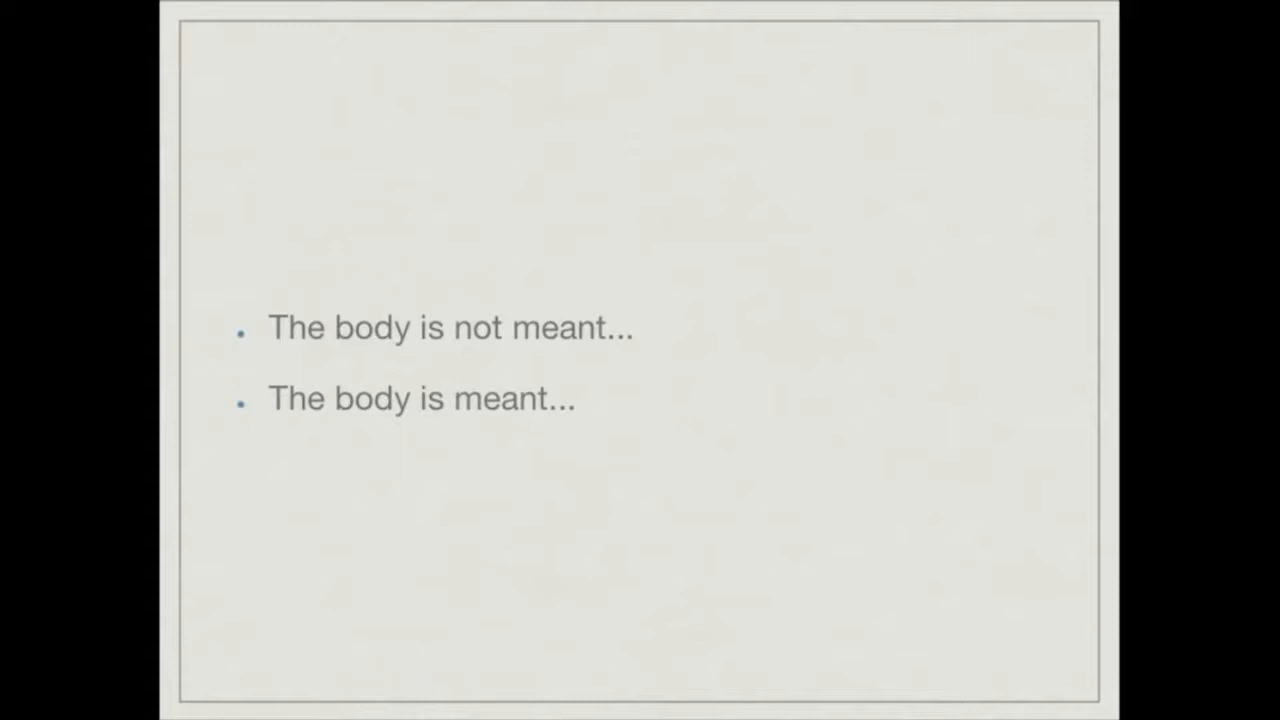 • The body is not meant...
• The body is meant...